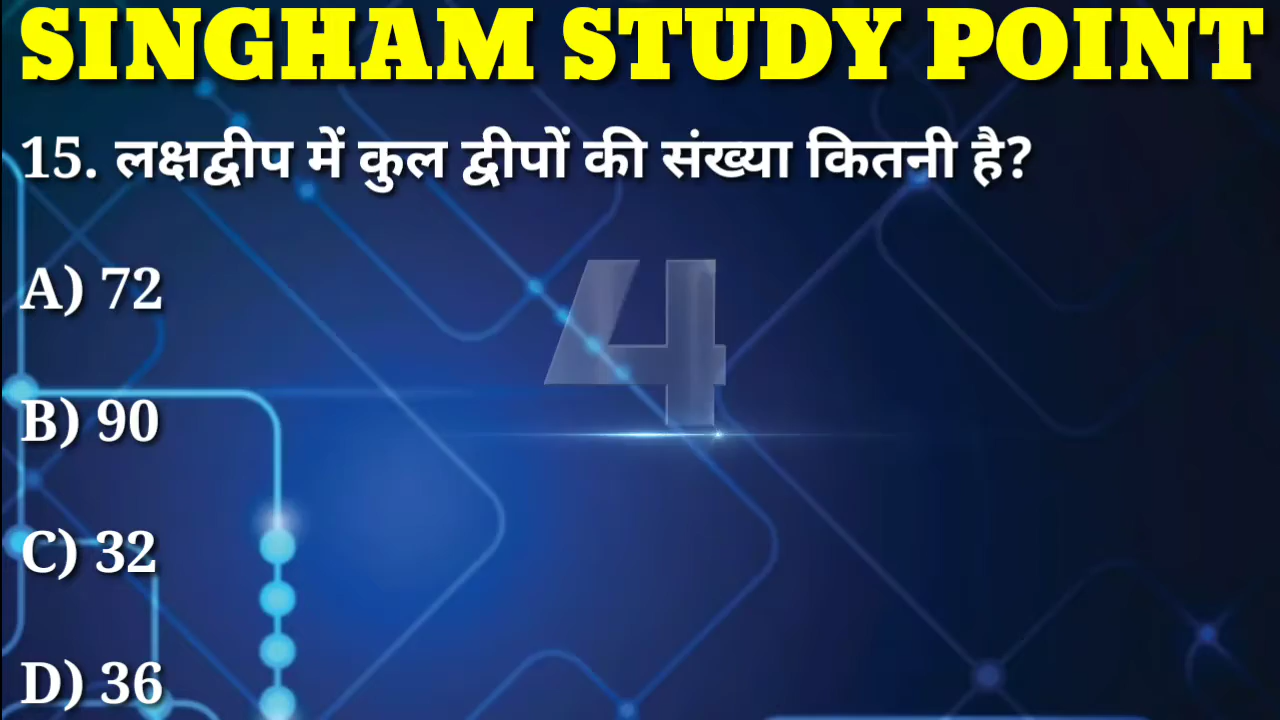 SINGHAM STUDY POINT
15. लक्षद्वीप में कुल द्वीपों की संख्या कितनी है?
A) 72
4
B) 90
C) 32
D) 36